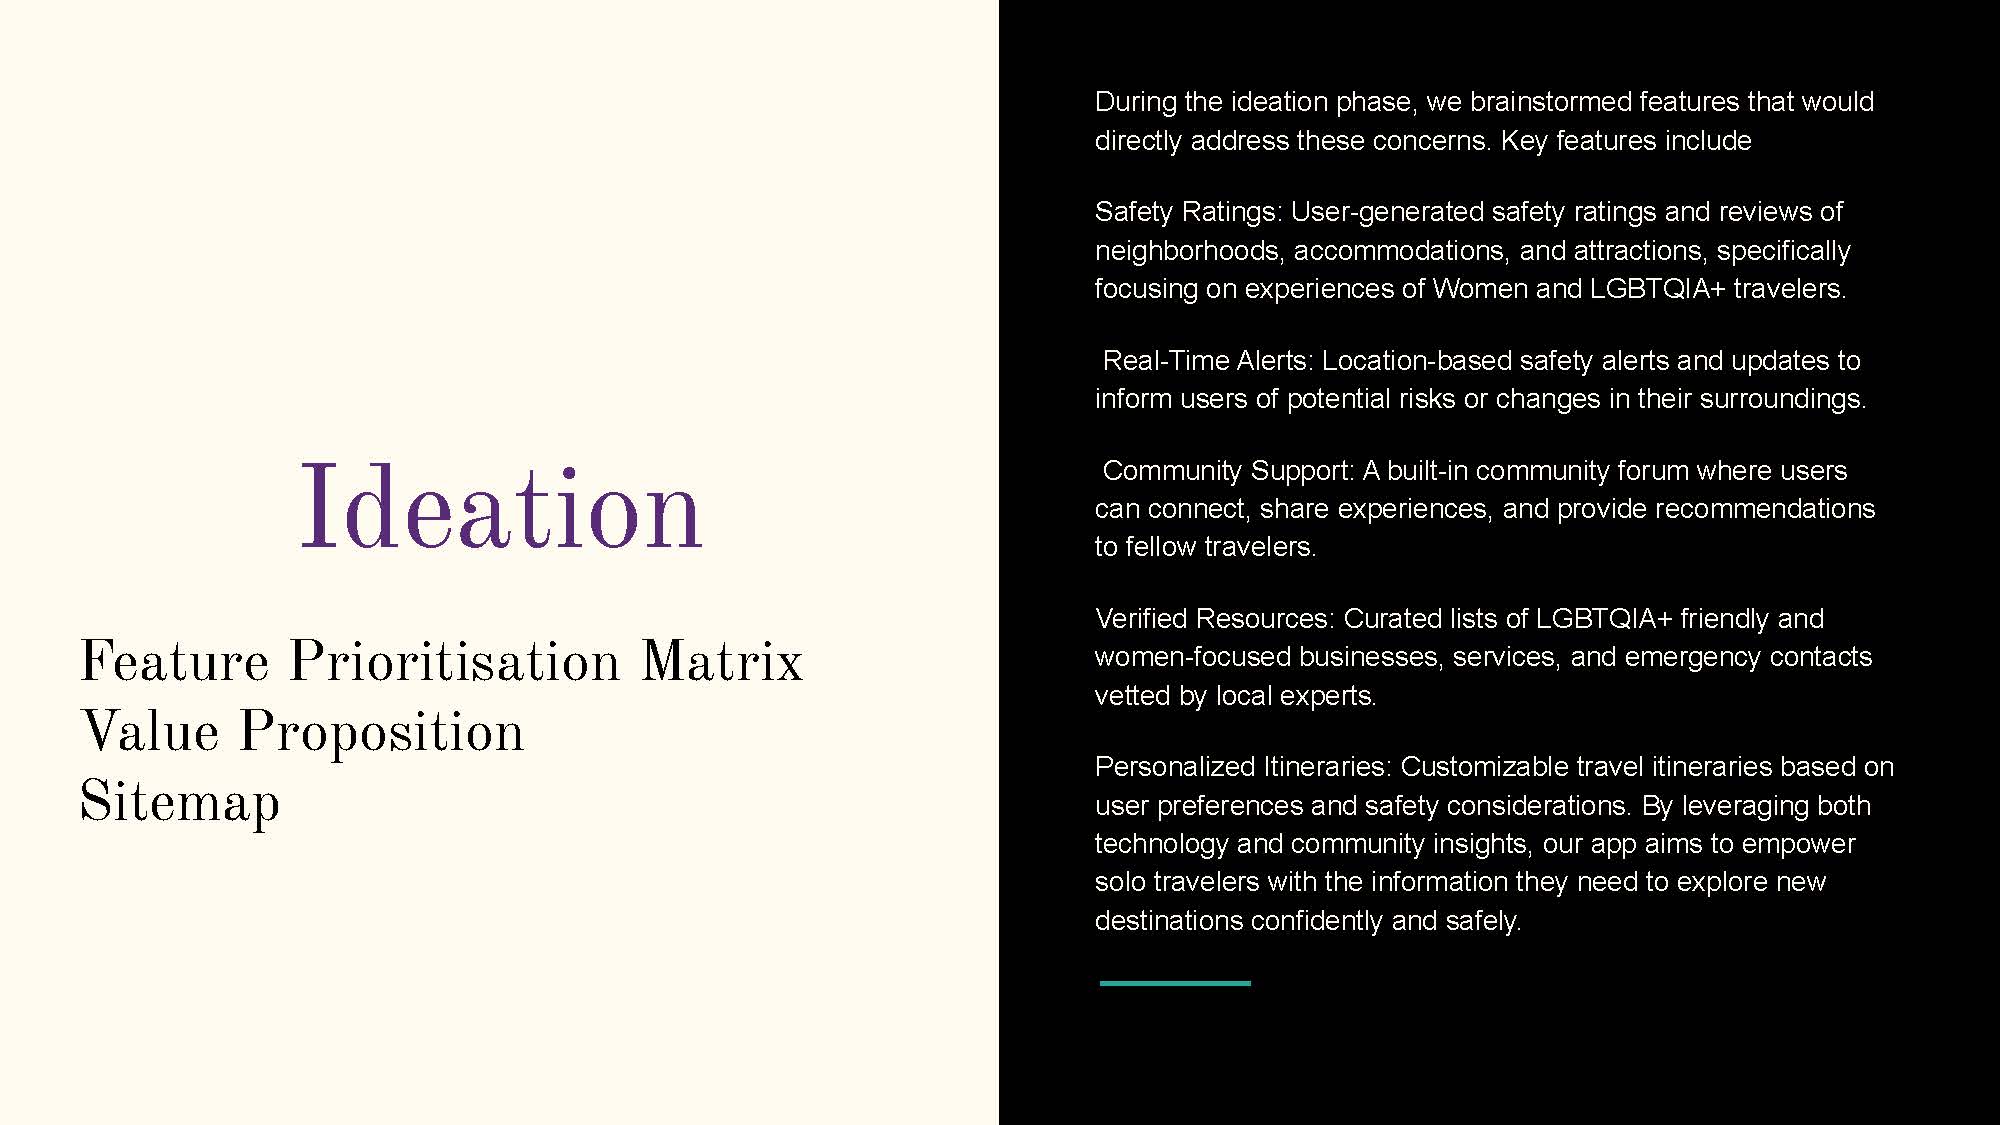 Ideation
Feature Prioritisation Matrix
Value Proposition
Sitemap
During the ideation phase, we brainstormed features that would
directly address these concerns. Key features include
Safety Ratings: User-generated safety ratings and reviews of
neighborhoods, accommodations, and attractions, specifically
focusing on experiences of Women and LGBTQIA+ travelers.
Real-Time Alerts: Location-based safety alerts and updates to
inform users of potential risks or changes in their surroundings.
Community Support: A built-in community forum where users
can connect, share experiences, and provide recommendations
to fellow travelers.
Verified Resources: Curated lists of LGBTQIA+ friendly and
women-focused businesses, services, and emergency contacts
vetted by local experts.
Personalized Itineraries: Customizable travel itineraries based on
user preferences and safety considerations. By leveraging both
technology and community insights, our app aims to empower
solo travelers with the information they need to explore new
destinations confidently and safely.